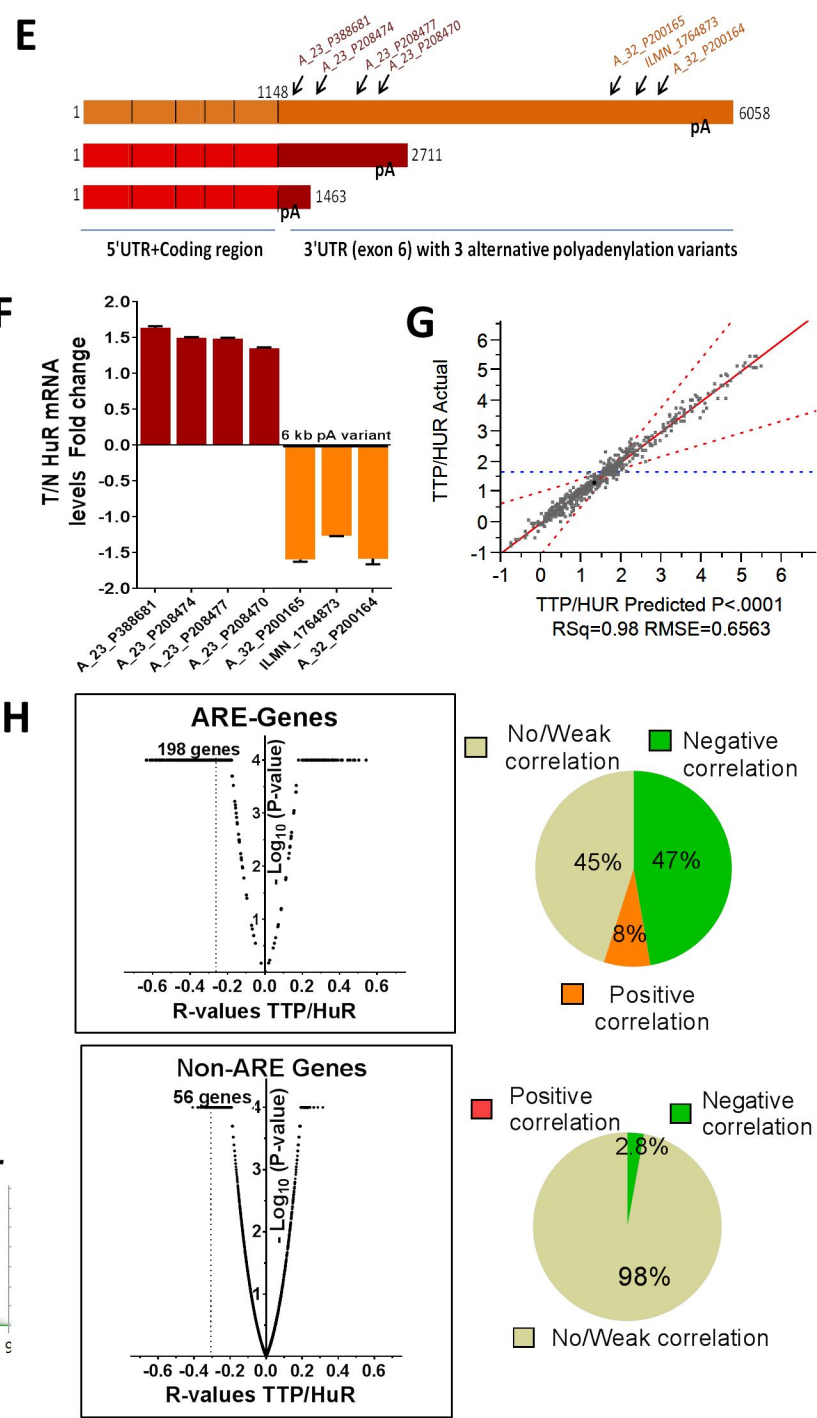 E
A_23_P388681
A_23_P208474
A_23_P208477
A_23_P208470
A_32_P200165
ILMN_1764873
A_32_P200164
1148
1
6058
pA
1
2711
pA
1
1463
pA
5'UTR+Coding region
3'UTR (exon 6) with 3 alternative polyadenylation variants
T/N HuR mRNA
levels Fold change
2.0
1.5
1.0
0.5
0.0
-0.5
-1.0
-1.5
-2.0
6 kb pA variant
A_23_P388681
A_23_P208474
A_23_P208477
A_23_P208470
A_32_P200165
ILMN_1764873
A_32_P200164
G
TTP/HUR Actual
6
5
4
3
2
1
0
-1
-1 0 1 2 3 4 5 6
TTP/HUR Predicted P<.0001
RSq=0.98 RMSE=0.6563
H
ARE-Genes
198 genes
- Log10 (P-value)
4
3
2
1
-0.6 -0.4 -0.2 0.0 0.2 0.4 0.6
R-values TTP/HuR
No/Weak
correlation
Negative
correlation
45%
47%
8%
Positive
correlation
Non-ARE Genes
56 genes
- Log10 (P-value)
4
3
2
1
-0.6 -0.4 -0.2 0.0 0.2 0.4 0.6
R-values TTP/HuR
Positive
correlation
Negative
correlation
2.8%
98%
No/Weak correlation